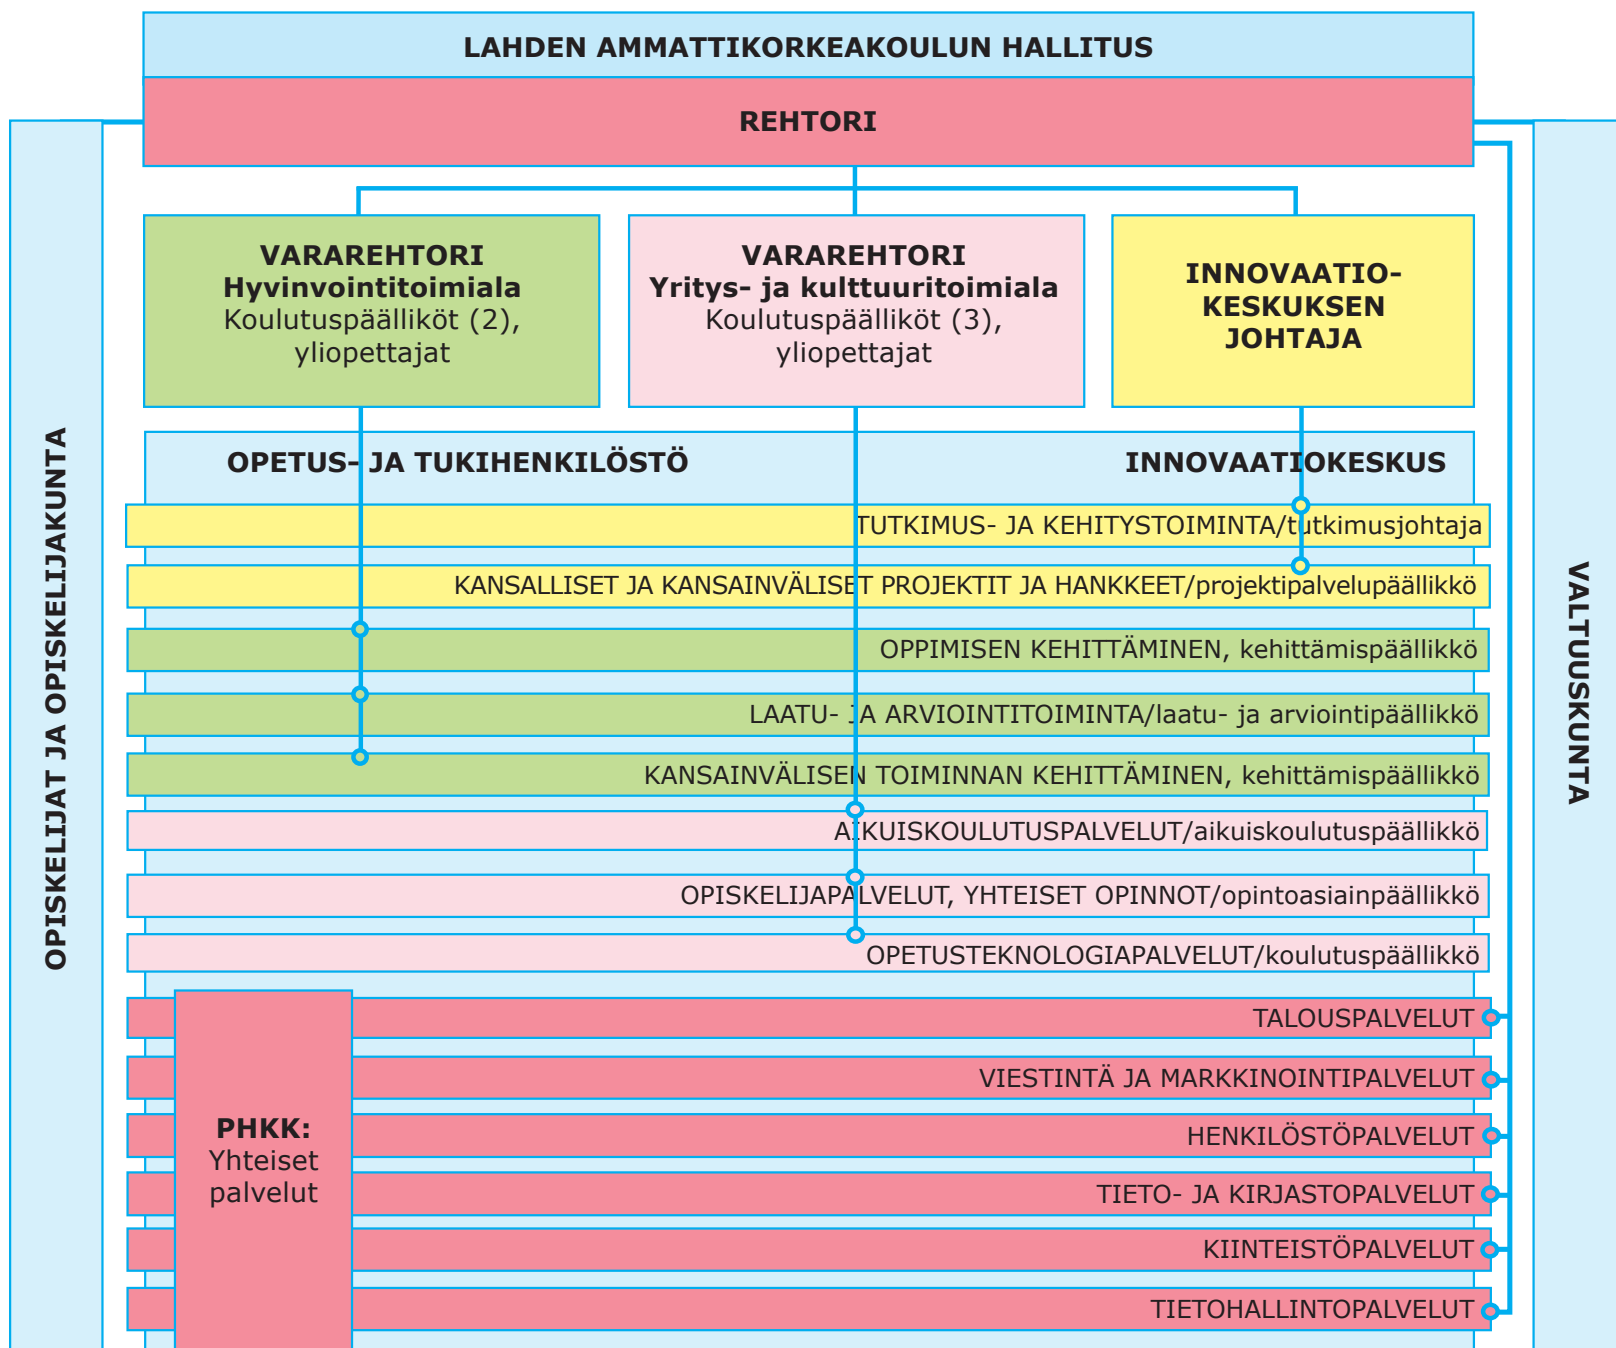 LAHDEN AMMATTIKORKEAKOULUN HALLITUS
REHTORI
OPISKELIJAT JA OPISKELIJAKUNTA
VALTUUSKUNTA
VARAREHTORI
Hyvinvointitoimiala
Koulutuspäälliköt (2),
yliopettajat
VARAREHTORI
Yritys- ja kulttuuritoimiala
Koulutuspäälliköt (3),
yliopettajat
INNOVAATIO-
KESKUKSEN
JOHTAJA
OPETUS- JA TUKIHENKILÖSTÖ
INNOVAATIOKESKUS
TUTKIMUS- JA KEHITYSTOIMINTA/tutkimusjohtaja
KANSALLISET JA KANSAINVÄLISET PROJEKTIT JA HANKKEET/projektipalvelupäällikkö
OPPIMISEN KEHITTÄMINEN, kehittämispäällikkö
LAATU- JA ARVIOINTITOIMINTA/laatu- ja arviointipäällikkö
KANSAINVÄLISEN TOIMINNAN KEHITTÄMINEN, kehittämispäällikkö
AIKUISKOULUTUSPALVELUT/aikuiskoulutuspäällikkö
OPISKELIJAPALVELUT, YHTEISET OPINNOT/opintoasiainpäällikkö
OPETUSTEKNOLOGIAPALVELUT/koulutuspäällikkö
PHKK:
Yhteiset
palvelut
TALOUSPALVELUT
VIESTINTÄ JA MARKKINOINTIPALVELUT
HENKILÖSTÖPALVELUT
TIETO- JA KIRJASTOPALVELUT
KIINTEISTÖPALVELUT
TIETOHALLINTOPALVELUT